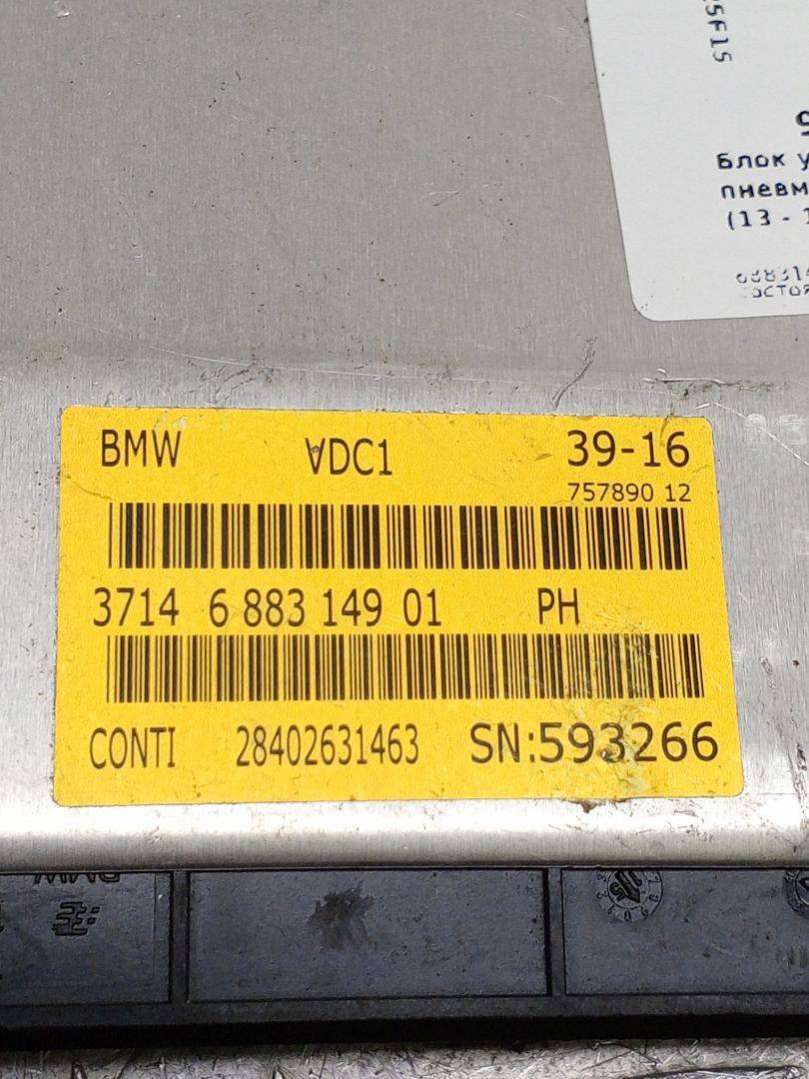 5F15
Блок у
пневм
(13 - 1
BMW VDC1 39-16
757890 12
3714 6 883 149 01 PH
CONTI 28402631463 SN:593266
BMW